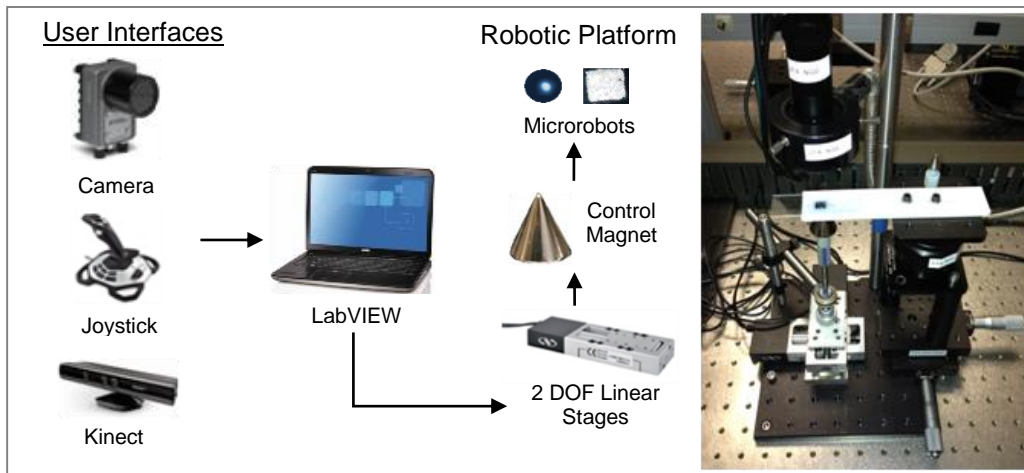 User Interfaces
Camera
Joystick
Kinect
LabVIEW
Robotic Platform
Microrobots
Control
Magnet
2 DOF Linear
Stages